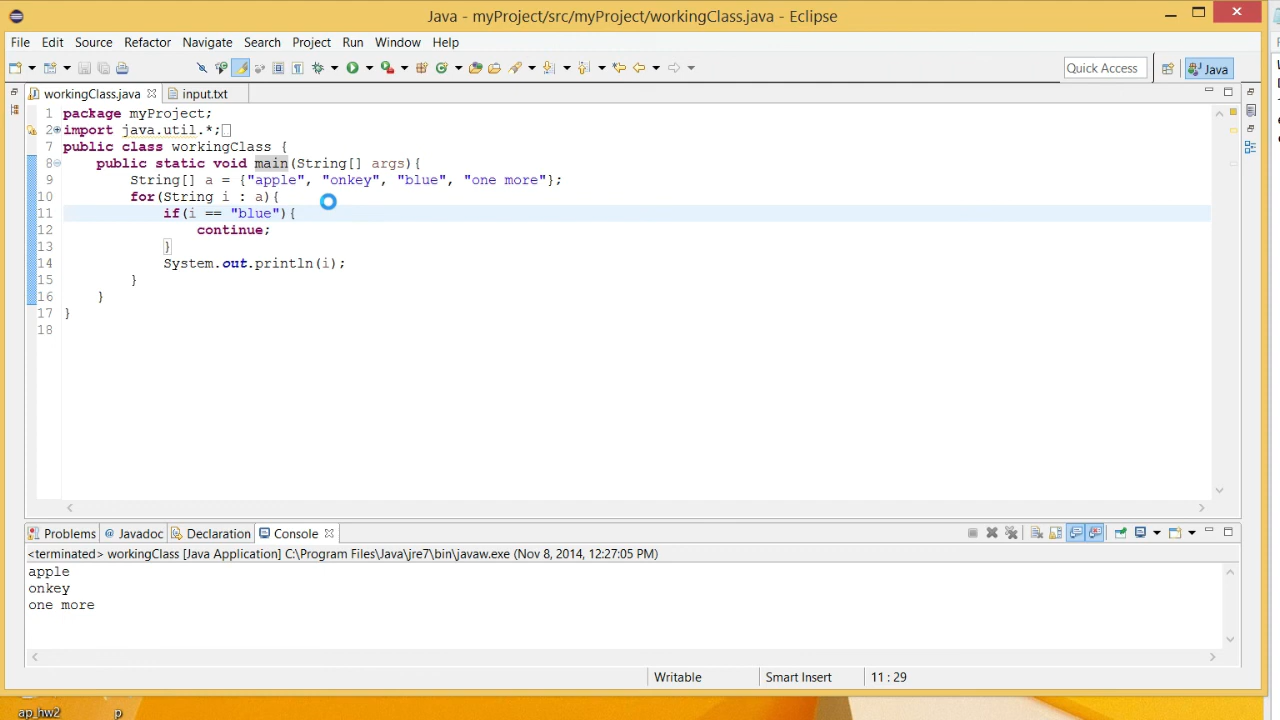 Java - myProject/src/myProject/workingClass.java - Eclipse
File Edit Source Refactor Navigate Search Project Run Window Help
Quick Access Java
workingClass.java input.txt
1 package myProject;
2 import java.util.*;
7 public class workingClass {
8 public static void main(String[] args){
9 String[] a = {"apple", "onkey", "blue", "one more"};
10 for(String i : a){
11 if(i == "blue"){
12 continue;
13 }
14 System.out.println(i);
15 }
16 }
17 }
18
Problems @ Javadoc Declaration Console
<terminated> workingClass [Java Application] C:\Program Files\Java\jre7\bin\javaw.exe (Nov 8, 2014, 12:27:05 PM)
apple
onkey
one more
Writable Smart Insert 11 : 29
ap_hw2 p